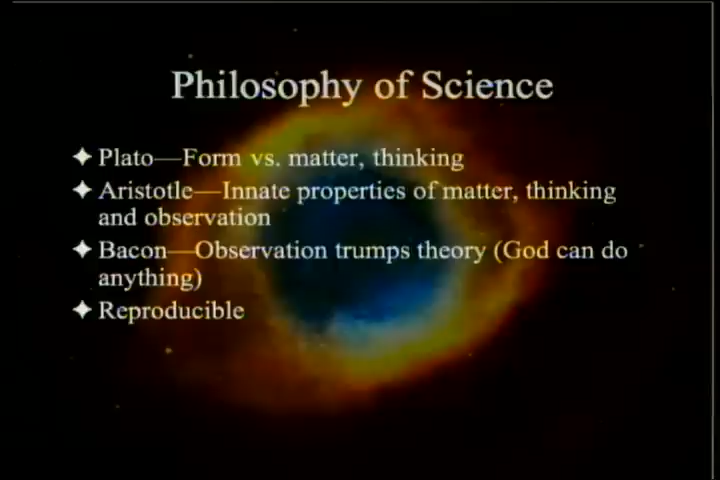 Philosophy of Science
Plato—Form vs. matter, thinking
Aristotle—Innate properties of matter, thinking
and observation
Bacon—Observation trumps theory (God can do
anything)
Reproducible